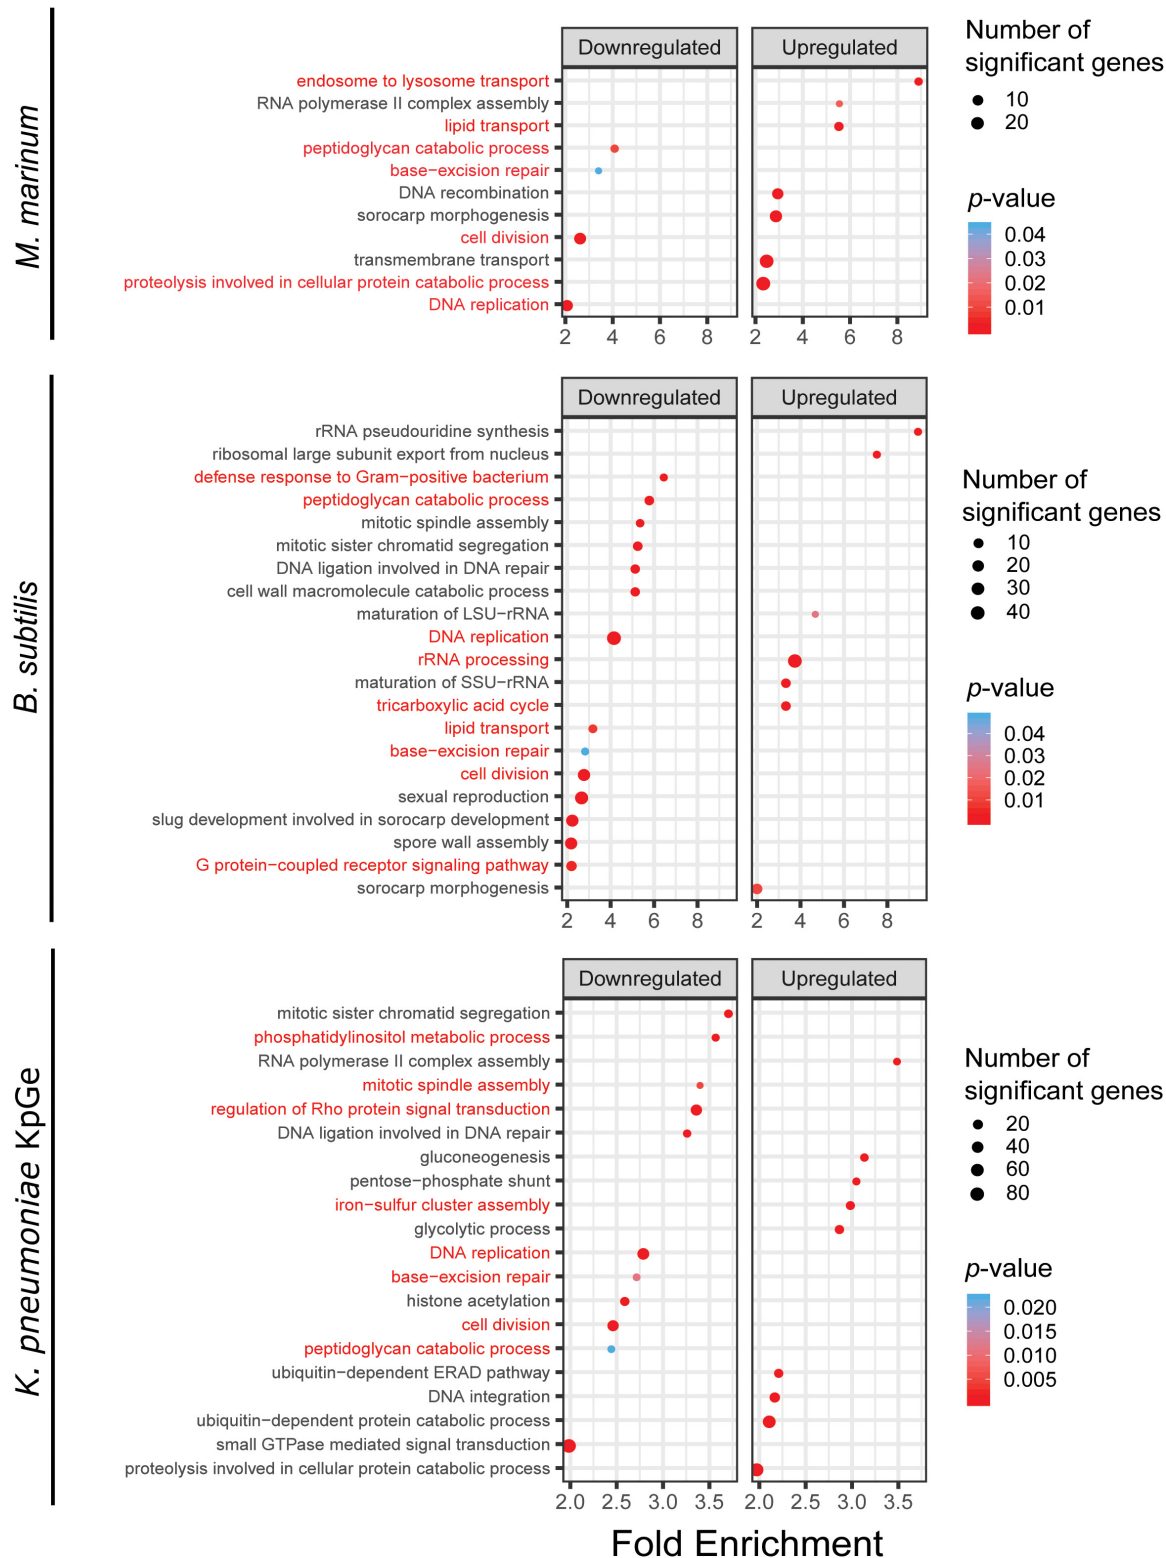 M. marinum
Downregulated
Upregulated
endosome to lysosome transport
RNA polymerase II complex assembly
lipid transport
peptidoglycan catabolic process
base−excision repair
DNA recombination
sorocarp morphogenesis
cell division
transmembrane transport
proteolysis involved in cellular protein catabolic process
DNA replication
2 4 6 8
2 4 6 8
Number of
significant genes
10
20
p-value
0.04
0.03
0.02
0.01
B. subtilis
Downregulated
Upregulated
rRNA pseudouridine synthesis
ribosomal large subunit export from nucleus
defense response to Gram−positive bacterium
peptidoglycan catabolic process
mitotic spindle assembly
mitotic sister chromatid segregation
DNA ligation involved in DNA repair
cell wall macromolecule catabolic process
maturation of LSU−rRNA
DNA replication
rRNA processing
maturation of SSU−rRNA
tricarboxylic acid cycle
lipid transport
base−excision repair
cell division
sexual reproduction
slug development involved in sorocarp development
spore wall assembly
G protein−coupled receptor signaling pathway
sorocarp morphogenesis
2 4 6 8
2 4 6 8
Number of
significant genes
10
20
30
40
p-value
0.04
0.03
0.02
0.01
K. pneumoniae KpGe
Downregulated
Upregulated
mitotic sister chromatid segregation
phosphatidylinositol metabolic process
RNA polymerase II complex assembly
mitotic spindle assembly
regulation of Rho protein signal transduction
DNA ligation involved in DNA repair
gluconeogenesis
pentose−phosphate shunt
iron−sulfur cluster assembly
glycolytic process
DNA replication
base−excision repair
histone acetylation
cell division
peptidoglycan catabolic process
ubiquitin−dependent ERAD pathway
DNA integration
ubiquitin−dependent protein catabolic process
small GTPase mediated signal transduction
proteolysis involved in cellular protein catabolic process
2.0 2.5 3.0 3.5
2.0 2.5 3.0 3.5
Number of
significant genes
20
40
60
80
p-value
0.020
0.015
0.010
0.005
Fold Enrichment